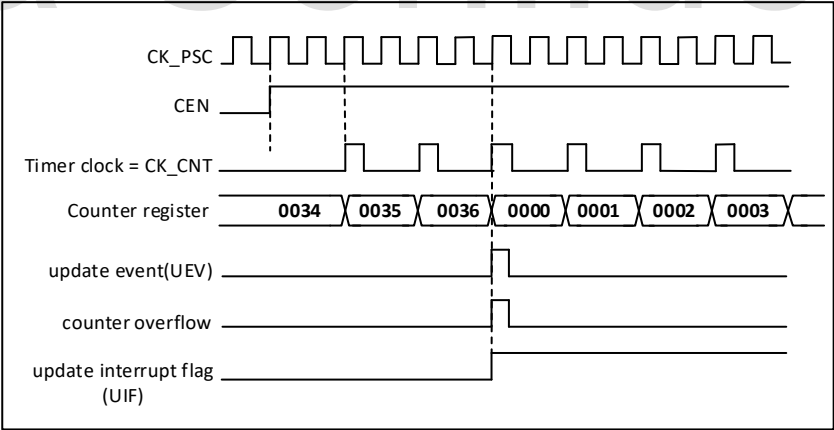 CK_PSC
CEN
Timer clock = CK_CNT
Counter register 0034 0035 0036 0000 0001 0002 0003
update event(UEV)
counter overflow
update interrupt flag
(UIF)